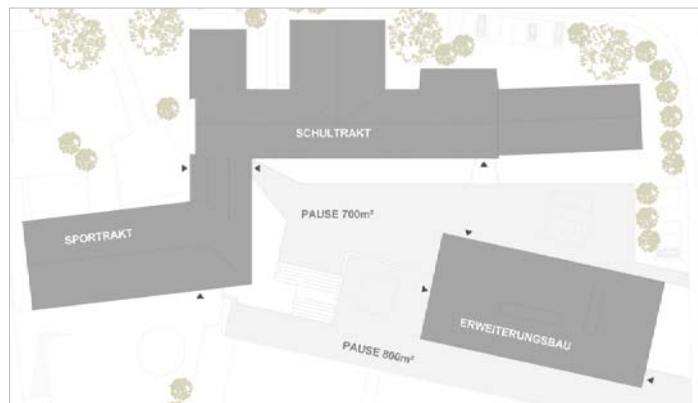 SCHULTRAKT
PAUSE 700m²
SPORTRAKT
ERWEITERUNGSBAU
PAUSE 800m²